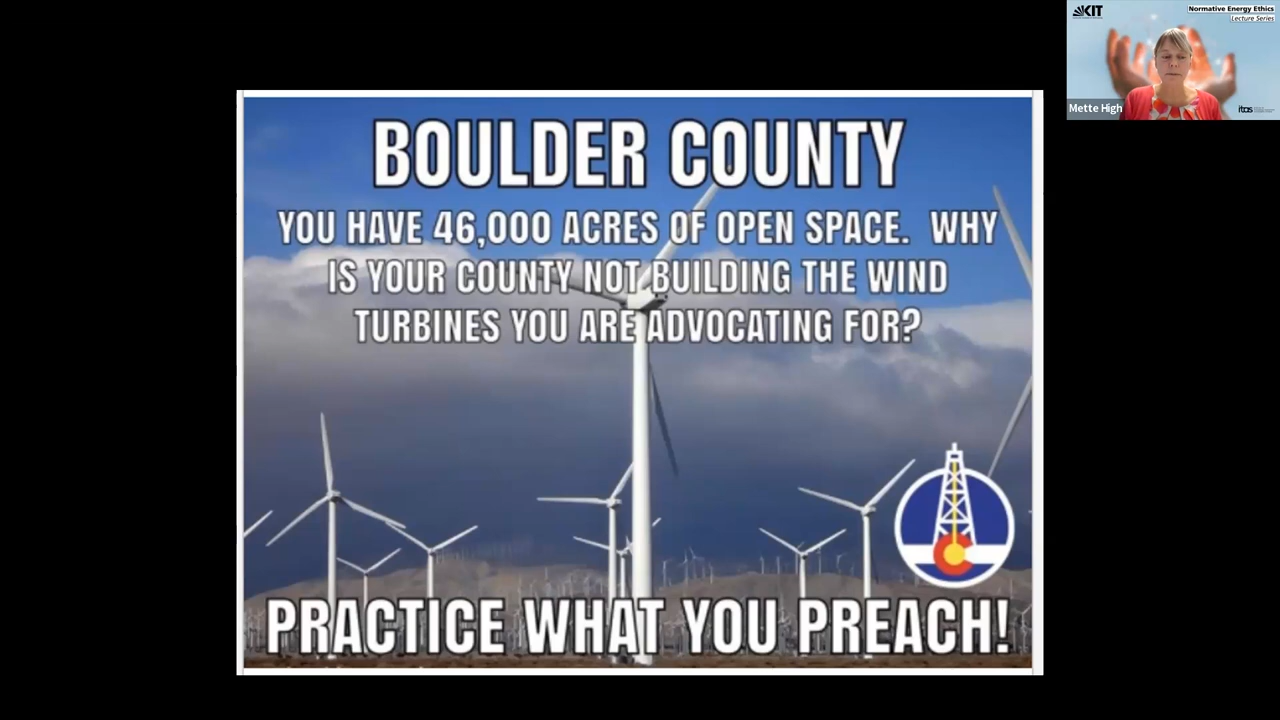 BOULDER COUNTY
YOU HAVE 46,000 ACRES OF OPEN SPACE. WHY
IS YOUR COUNTY NOT BUILDING THE WIND
TURBINES YOU ARE ADVOCATING FOR?
PRACTICE WHAT YOU PREACH!
KIT
Normative Energy Ethics
Lecture Series
Mette High
itas